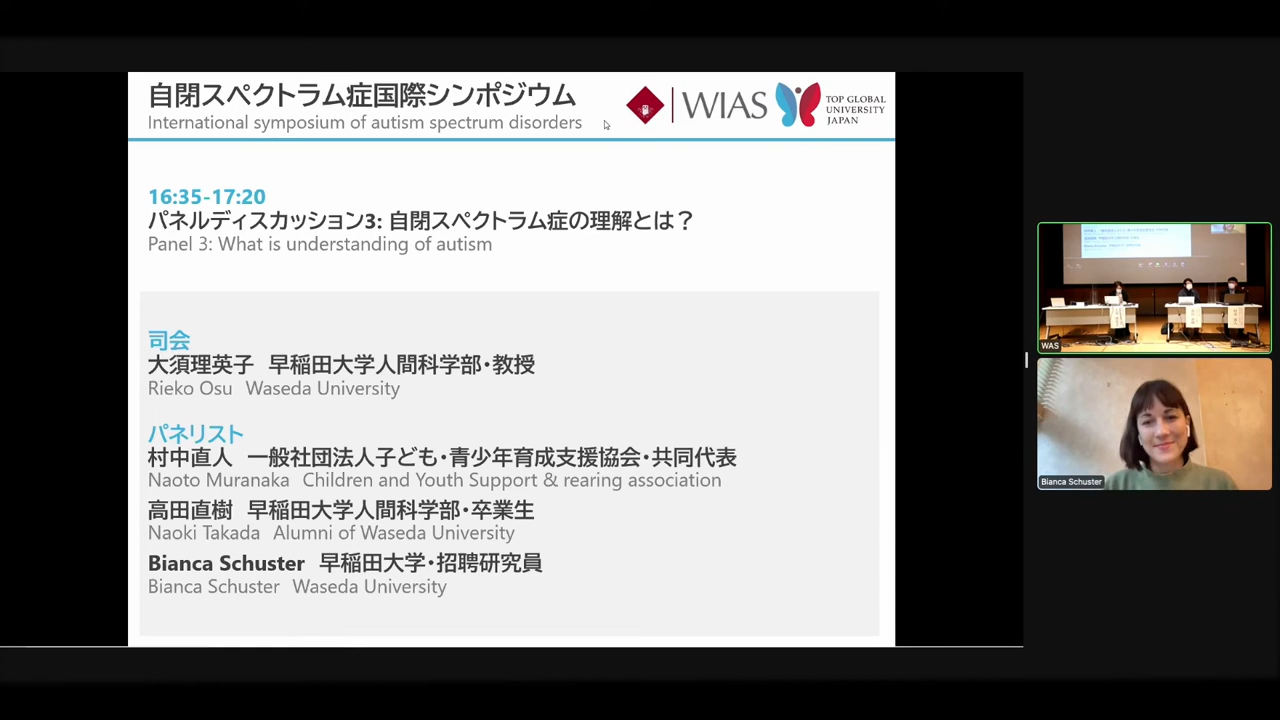 自閉スペクトラム症国際シンポジウム
International symposium of autism spectrum disorders
WIAS
TOP GLOBAL
UNIVERSITY
JAPAN
16:35-17:20
パネルディスカッション3: 自閉スペクトラム症の理解とは？
Panel 3: What is understanding of autism
司会
大須理英子 早稲田大学人間科学部・教授
Rieko Osu Waseda University
パネリスト
村中直人 一般社団法人子ども・青少年育成支援協会・共同代表
Naoto Muranaka Children and Youth Support & rearing association
高田直樹 早稲田大学人間科学部・卒業生
Naoki Takada Alumni of Waseda University
Bianca Schuster 早稲田大学・招聘研究員
Bianca Schuster Waseda University
WAS
Bianca Schuster